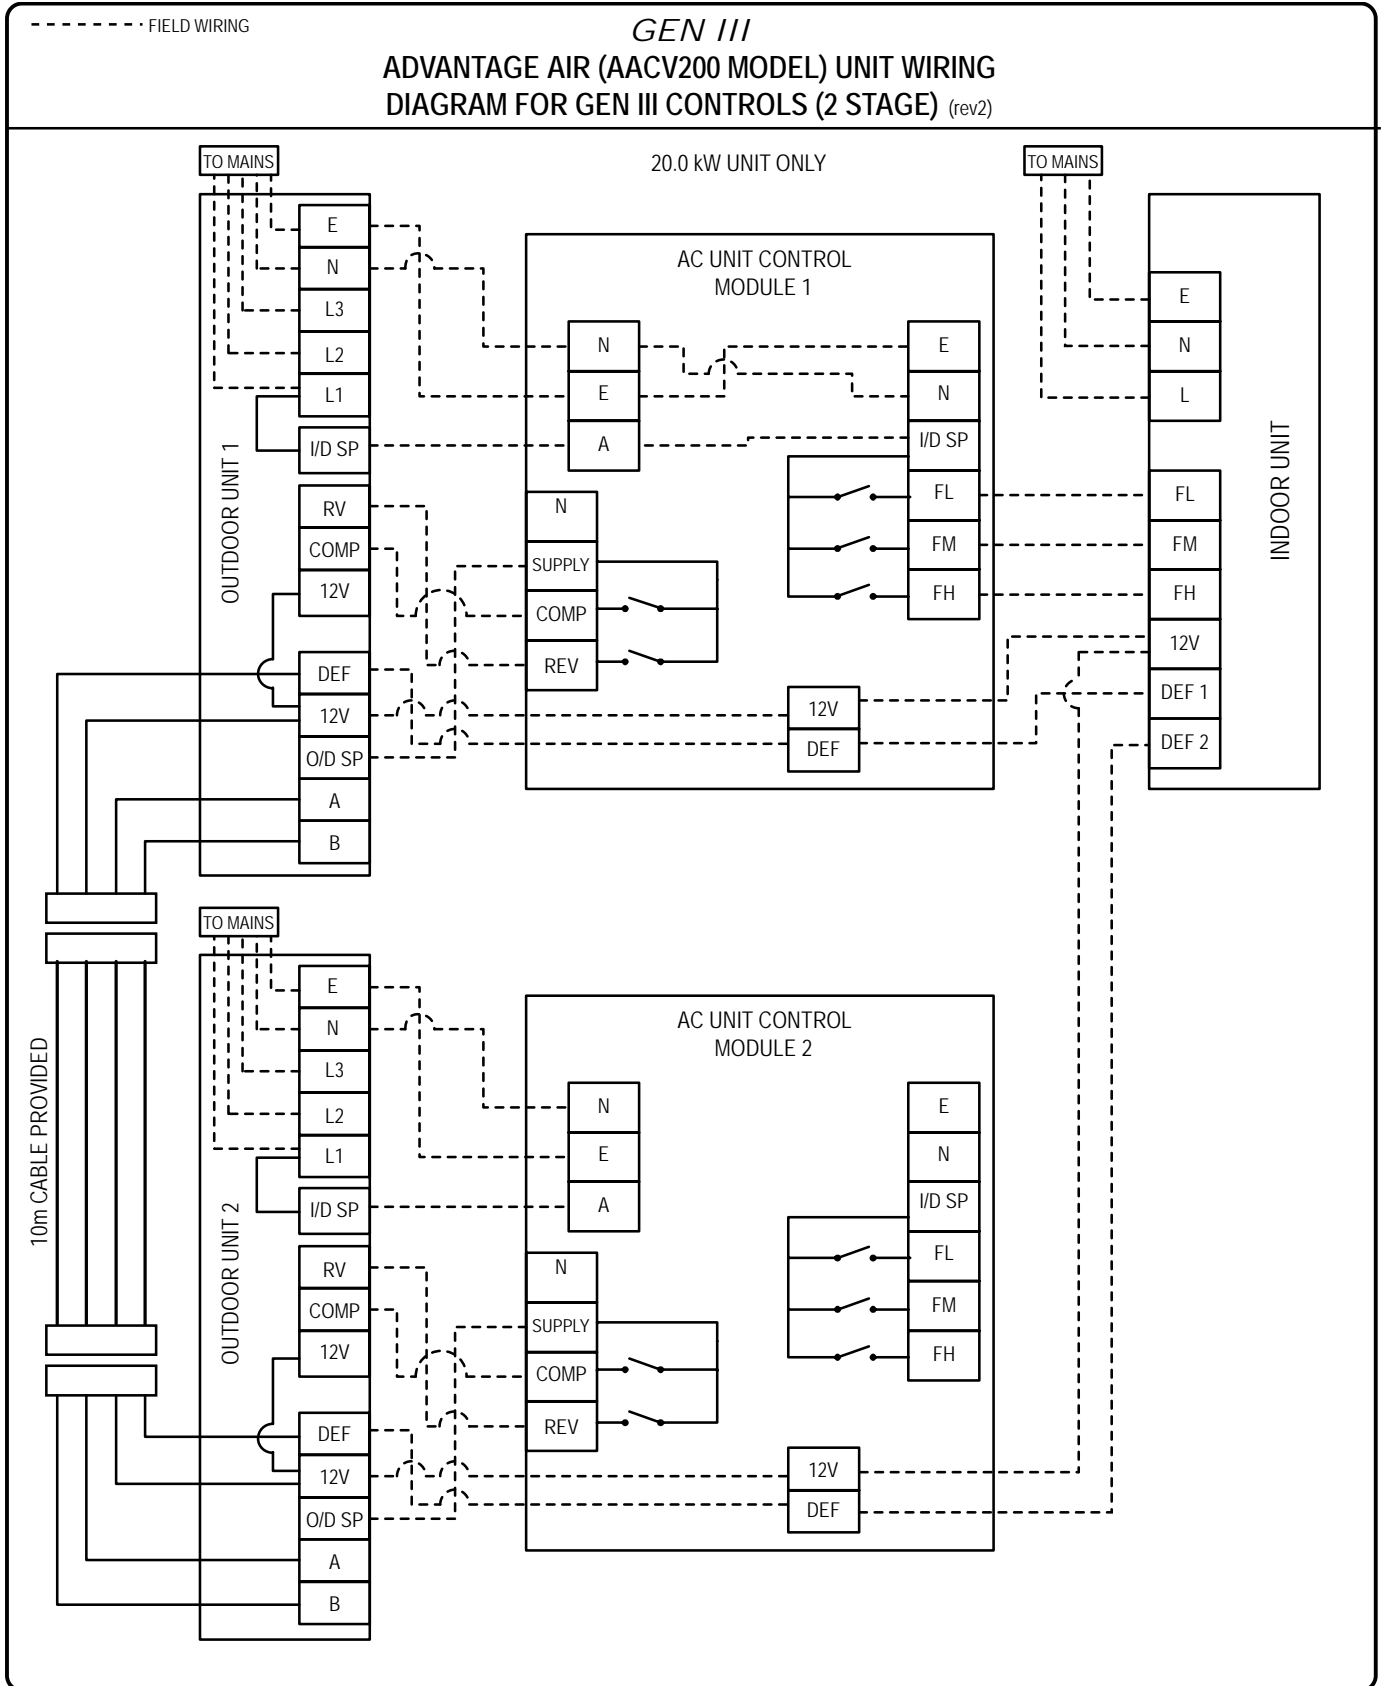 FIELD WIRING
GEN III
ADVANTAGE AIR (AACV200 MODEL) UNIT WIRING
DIAGRAM FOR GEN III CONTROLS (2 STAGE) (rev2)
TO MAINS
20.0 kW UNIT ONLY
TO MAINS
OUTDOOR UNIT 1
E
N
L3
L2
L1
I/D SP
RV
COMP
12V
DEF
12V
O/D SP
A
B
AC UNIT CONTROL
MODULE 1
N
E
A
N
SUPPLY
COMP
REV
E
N
I/D SP
FL
FM
FH
12V
DEF
INDOOR UNIT
E
N
L
FL
FM
FH
12V
DEF 1
DEF 2
10m CABLE PROVIDED
TO MAINS
OUTDOOR UNIT 2
E
N
L3
L2
L1
I/D SP
RV
COMP
12V
DEF
12V
O/D SP
A
B
AC UNIT CONTROL
MODULE 2
N
E
A
N
SUPPLY
COMP
REV
E
N
I/D SP
FL
FM
FH
12V
DEF